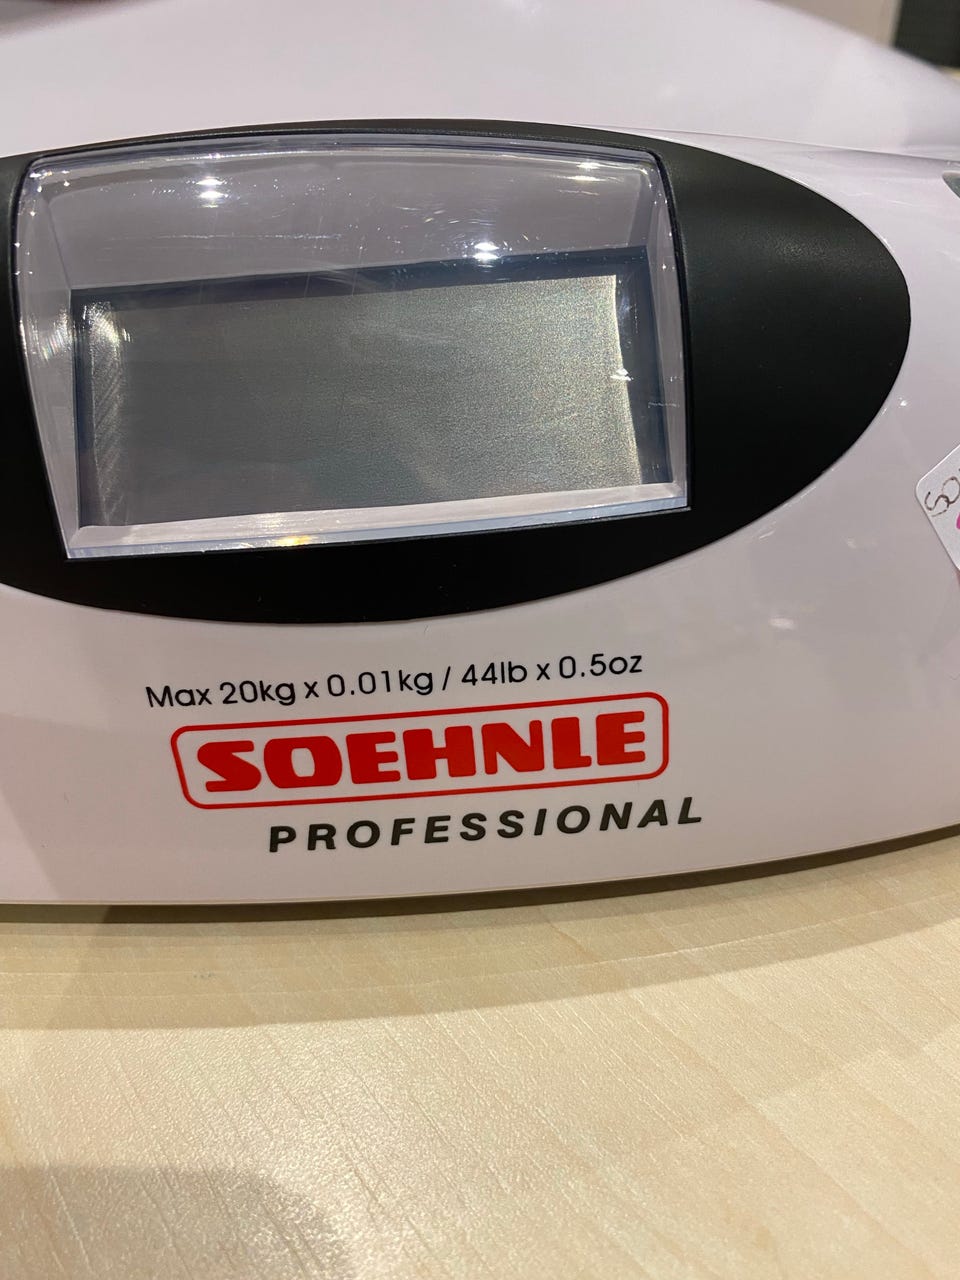 Max 20kg x 0.01kg / 44lb x 0.5oz
SOEHNLE
PROFESSIONAL